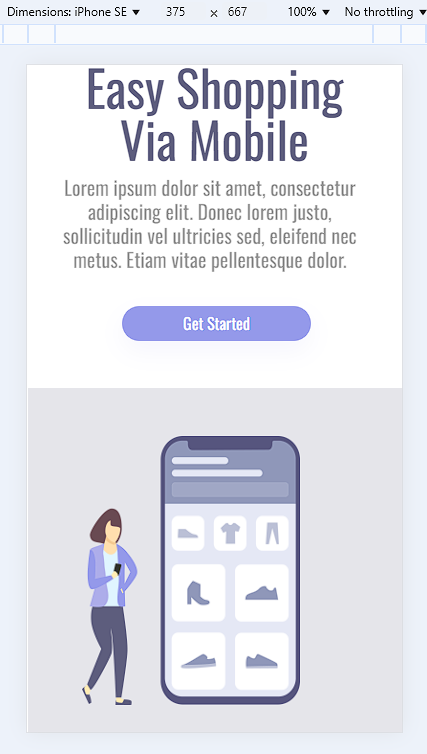 Dimensions: iPhone SE 375 × 667 100% No throttling
Easy Shopping
Via Mobile
Lorem ipsum dolor sit amet, consectetur
adipiscing elit. Donec lorem justo,
sollicitudin vel ultricies sed, eleifend nec
metus. Etiam vitae pellentesque dolor.
Get Started